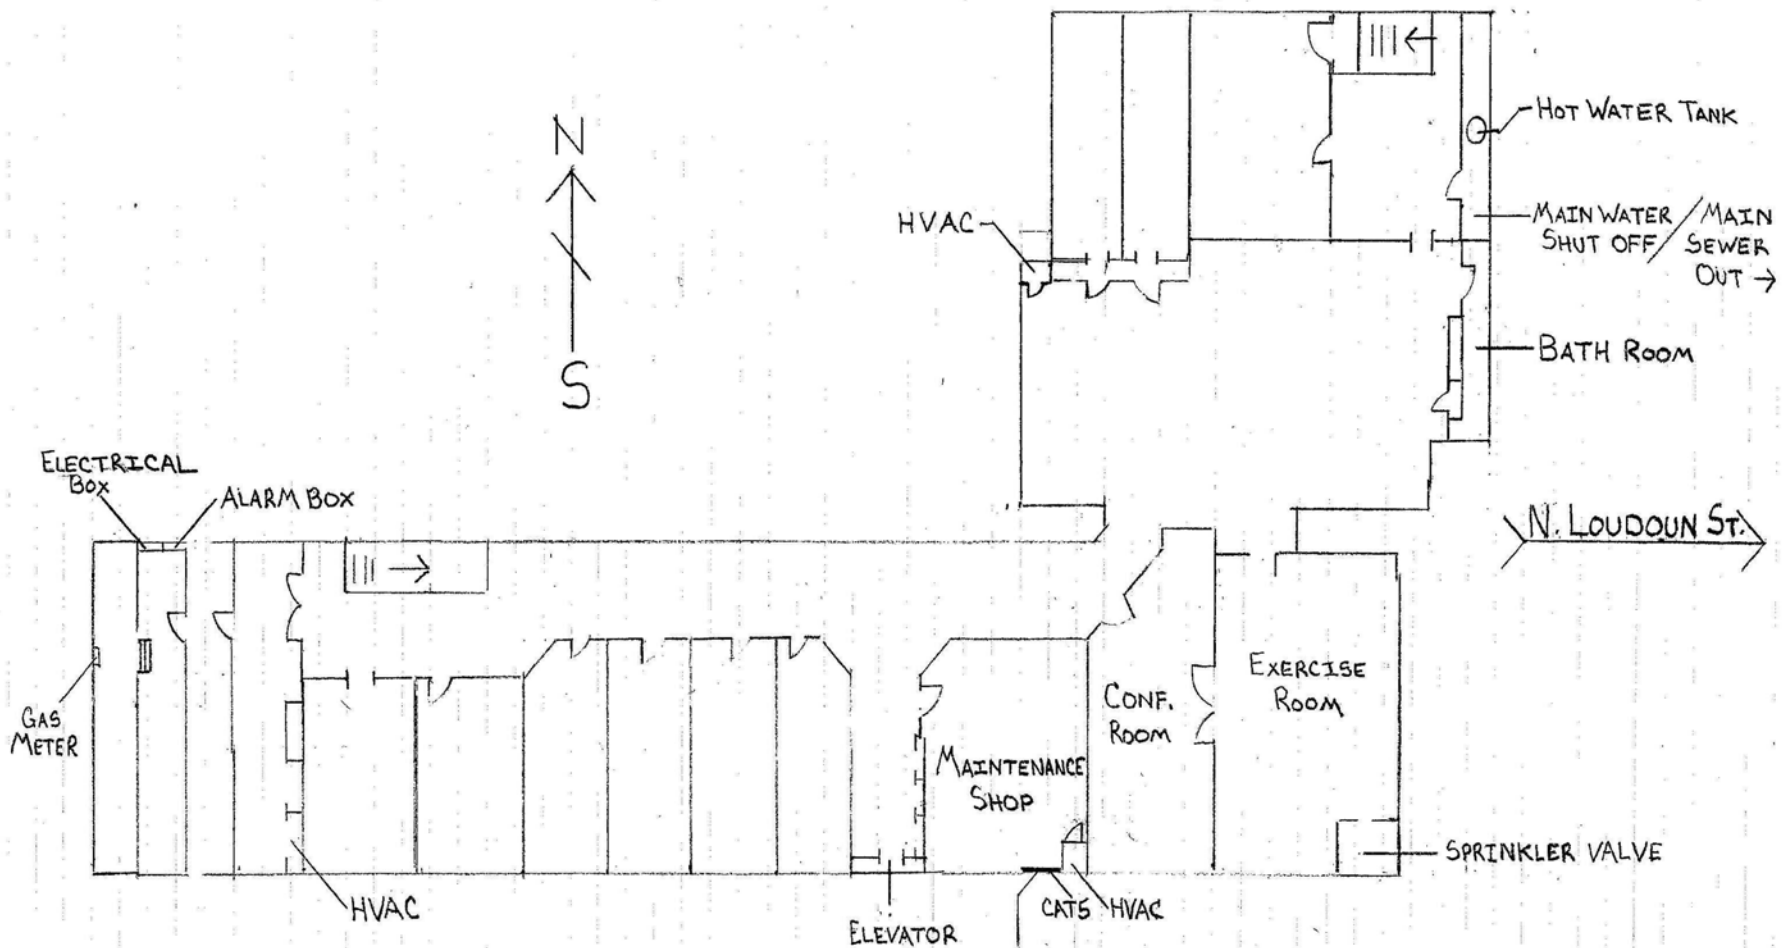 HOT WATER TANK
N
HVAC
MAIN WATER / MAIN
SHUT OFF / SEWER
OUT →
BATH ROOM
S
ELECTRICAL
BOX
ALARM BOX
N. LOUDOUN ST.
GAS
METER
EXERCISE
ROOM
CONF.
ROOM
MAINTENANCE
SHOP
SPRINKLER VALVE
HVAC
CAT5 HVAC
ELEVATOR